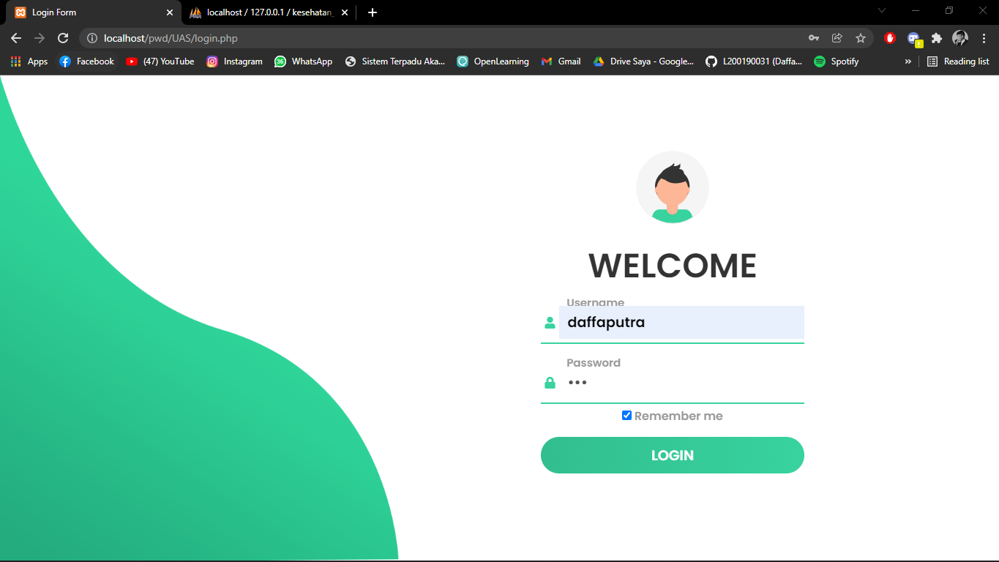 Login Form
localhost / 127.0.0.1 / kesehatan_
localhost/pwd/UAS/login.php
Apps Facebook (47) YouTube Instagram 36 WhatsApp Sistem Terpadu Aka... OpenLearning Gmail Drive Saya - Google... L200190031 (Daffa... Spotify » Reading list
WELCOME
Username
daffaputra
Password
•••
Remember me
LOGIN